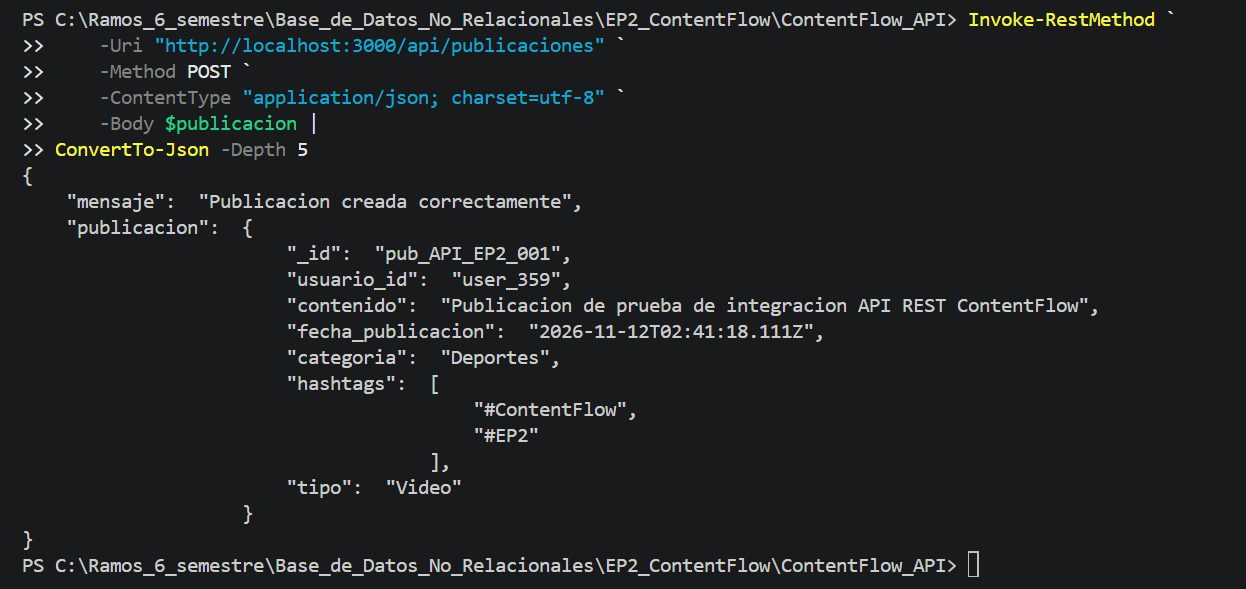 PS C:\Ramos_6_semestre\Base_de_Datos_No_Relacionales\EP2_ContentFlow\ContentFlow_API> Invoke-RestMethod `
>>     -Uri "http://localhost:3000/api/publicaciones" `
>>     -Method POST `
>>     -ContentType "application/json; charset=utf-8" `
>>     -Body $publicacion |
>> ConvertTo-Json -Depth 5
{
    "mensaje":  "Publicacion creada correctamente",
    "publicacion":  {
                        "_id":  "pub_API_EP2_001",
                        "usuario_id":  "user_359",
                        "contenido":  "Publicacion de prueba de integracion API REST ContentFlow",
                        "fecha_publicacion":  "2026-11-12T02:41:18.111Z",
                        "categoria":  "Deportes",
                        "hashtags":  [
                                         "#ContentFlow",
                                         "#EP2"
                                     ],
                        "tipo":  "Video"
                    }
}
PS C:\Ramos_6_semestre\Base_de_Datos_No_Relacionales\EP2_ContentFlow\ContentFlow_API>